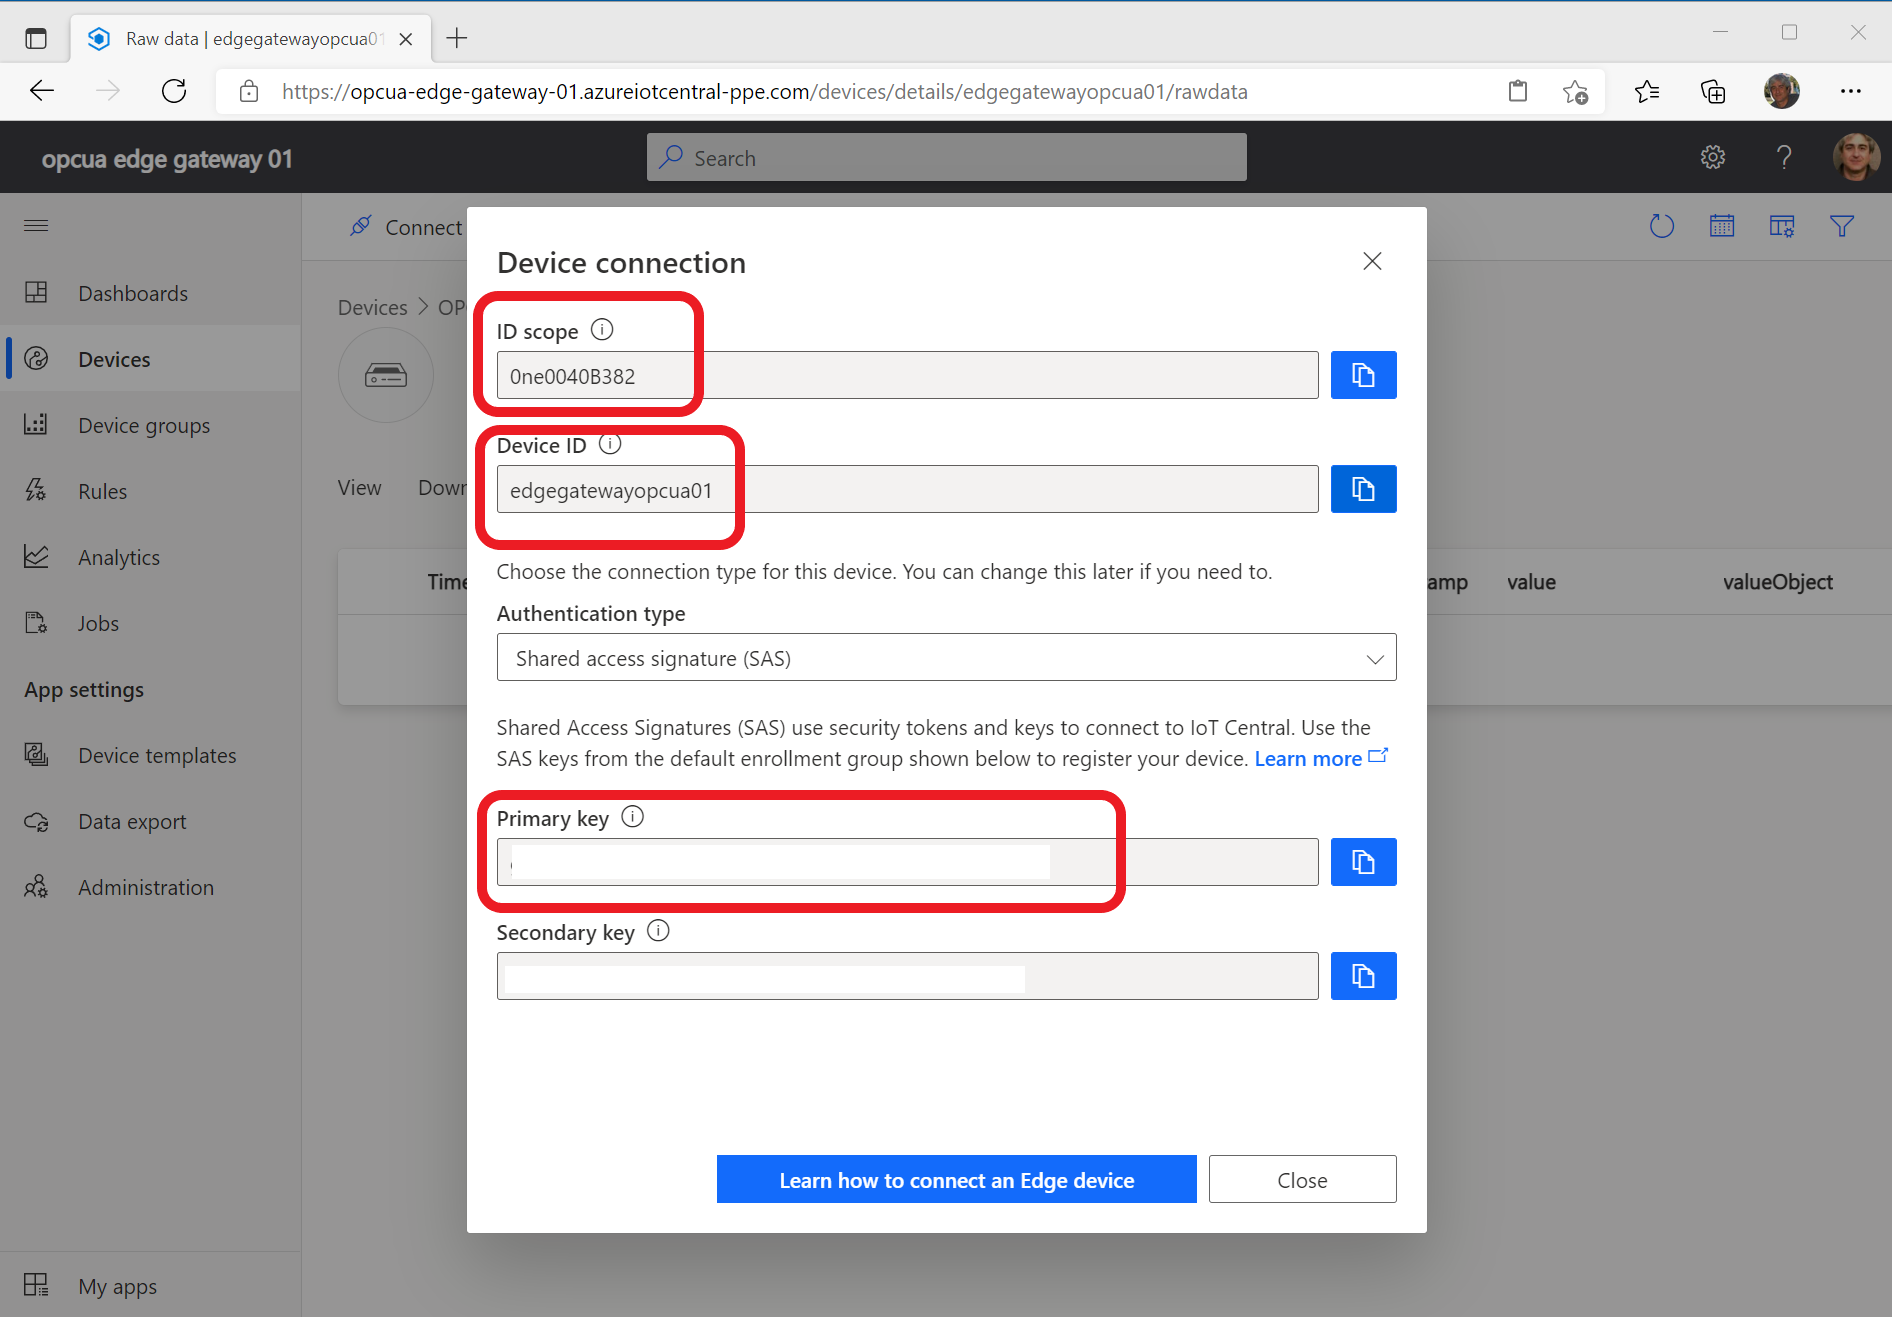 Raw data | edgegatewayopcua01
https://opcua-edge-gateway-01.azureiotcentral-ppe.com/devices/details/edgegatewayopcua01/rawdata
opcua edge gateway 01
Search
Connect
Dashboards
Devices
Device groups
Rules
Analytics
Jobs
App settings
Device templates
Data export
Administration
My apps
Devices > OP
View
Down
Time
amp
value
valueObject
Device connection
ID scope
0ne0040B382
Device ID
edgegatewayopcua01
Choose the connection type for this device. You can change this later if you need to.
Authentication type
Shared access signature (SAS)
Shared Access Signatures (SAS) use security tokens and keys to connect to IoT Central. Use the
SAS keys from the default enrollment group shown below to register your device. Learn more
Primary key
Secondary key
Learn how to connect an Edge device
Close